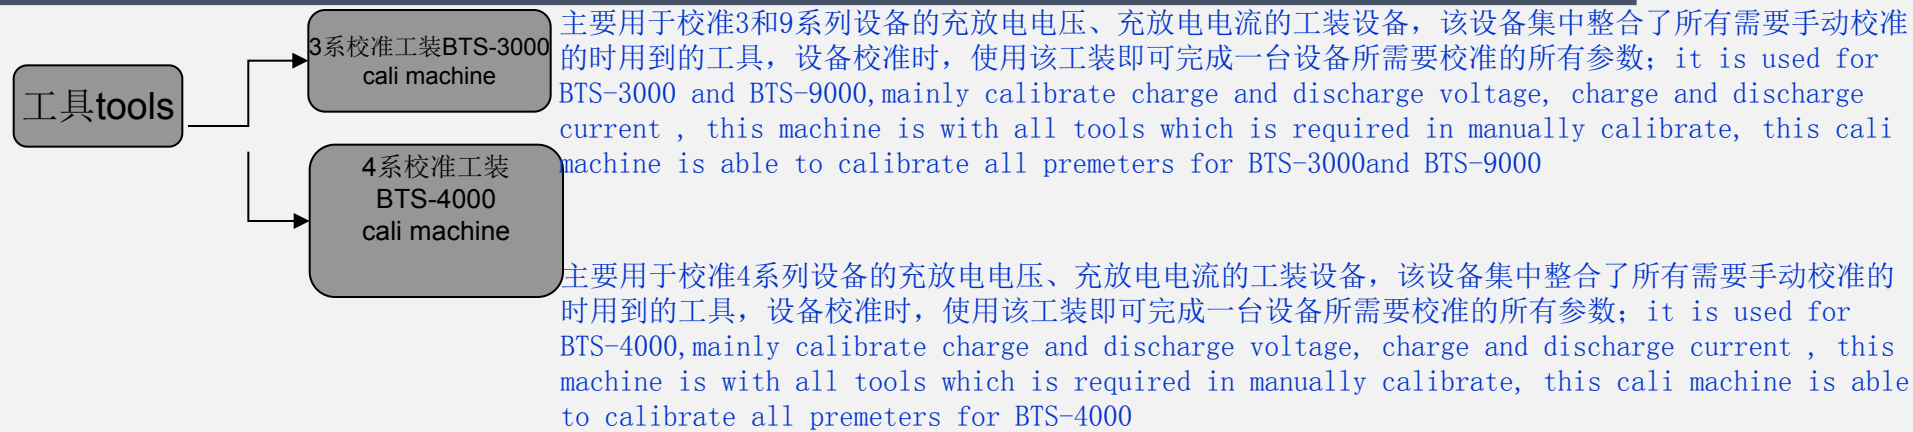 工具tools
3系校准工装BTS-3000
cali machine
主要用于校准3和9系列设备的充放电电压、充放电电流的工装设备，该设备集中整合了所有需要手动校准
的时用到的工具，设备校准时，使用该工装即可完成一台设备所需要校准的所有参数；it is used for
BTS-3000 and BTS-9000,mainly calibrate charge and discharge voltage, charge and discharge
current , this machine is with all tools which is required in manually calibrate, this cali
machine is able to calibrate all premeters for BTS-3000and BTS-9000
4系校准工装
BTS-4000
cali machine
主要用于校准4系列设备的充放电电压、充放电电流的工装设备，该设备集中整合了所有需要手动校准的
时用到的工具，设备校准时，使用该工装即可完成一台设备所需要校准的所有参数；it is used for
BTS-4000,mainly calibrate charge and discharge voltage, charge and discharge current , this
machine is with all tools which is required in manually calibrate, this cali machine is able
to calibrate all premeters for BTS-4000